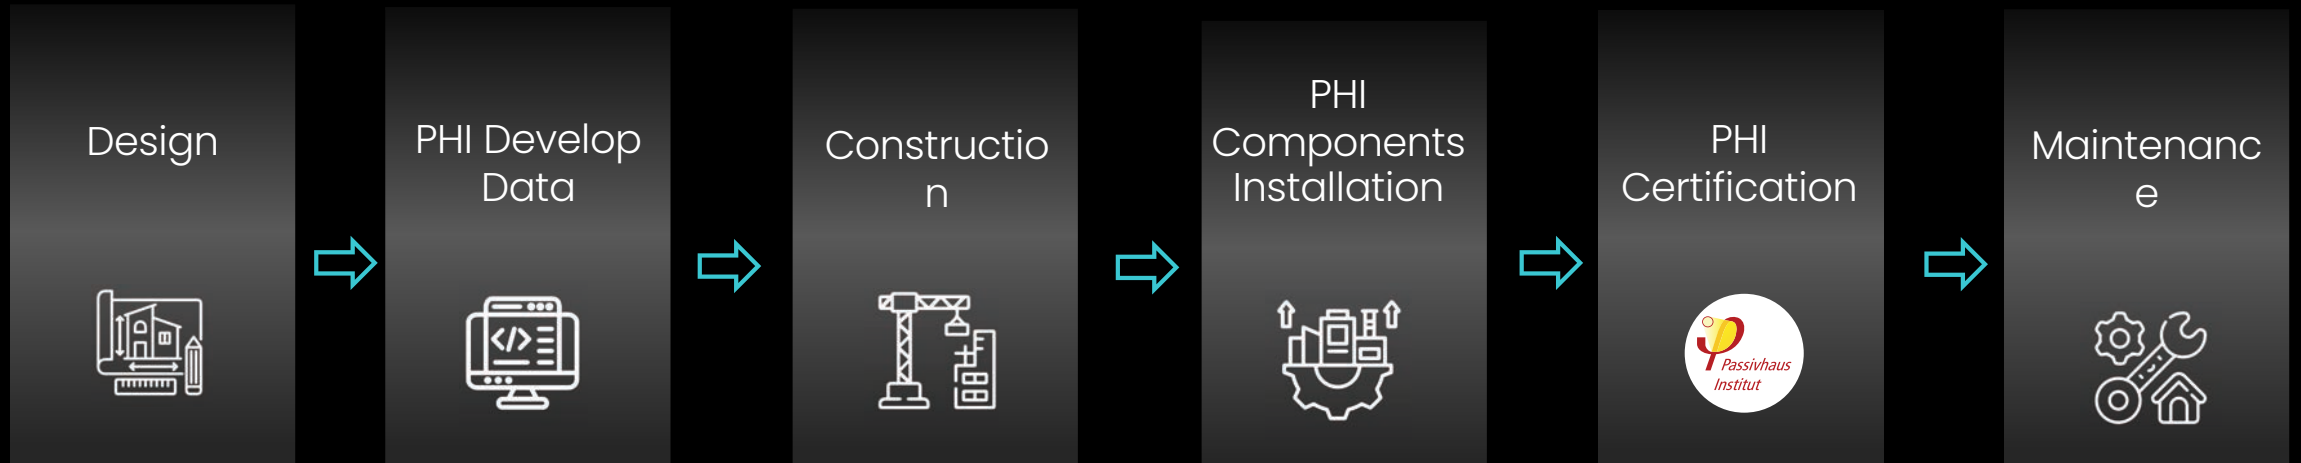 Design
PHI Develop
Data
Constructio
n
PHI
Components
Installation
PHI
Certification
Passivhaus
Institut
Maintenanc
e